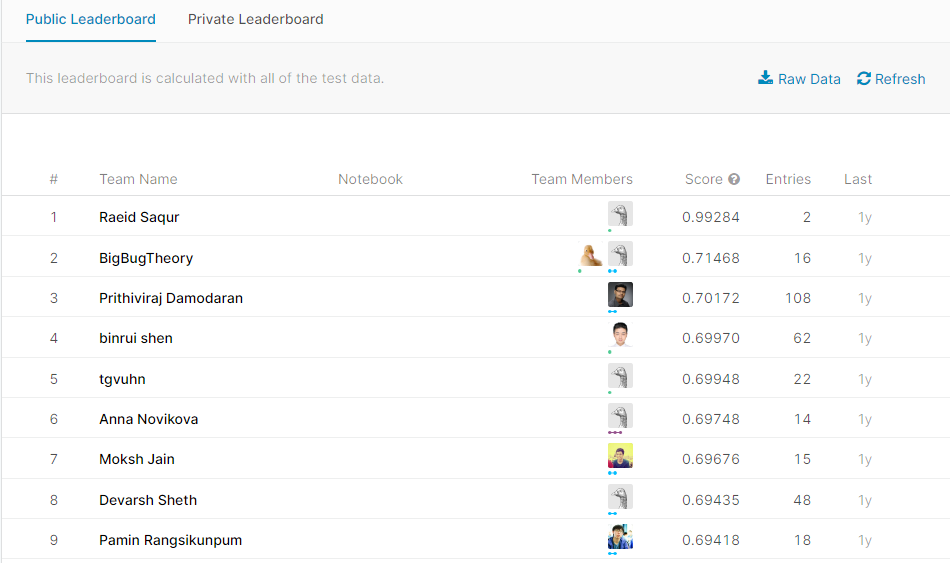 Public Leaderboard Private Leaderboard
This leaderboard is calculated with all of the test data. Raw Data Refresh
# Team Name Notebook Team Members Score Entries Last
1 Raeid Saqur 0.99284 2 1y
2 BigBugTheory 0.71468 16 1y
3 Prithiviraj Damodaran 0.70172 108 1y
4 binrui shen 0.69970 62 1y
5 tgvuhn 0.69948 22 1y
6 Anna Novikova 0.69748 14 1y
7 Moksh Jain 0.69676 15 1y
8 Devarsh Sheth 0.69435 48 1y
9 Pamin Rangsikunpum 0.69418 18 1y